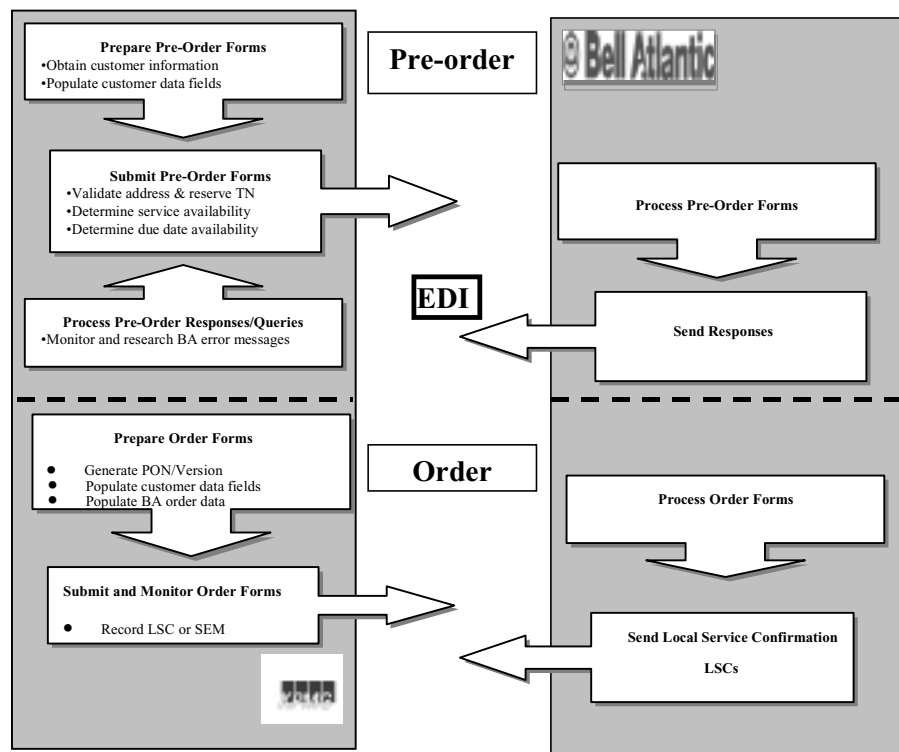 Prepare Pre-Order Forms
•Obtain customer information
•Populate customer data fields
Submit Pre-Order Forms
•Validate address & reserve TN
•Determine service availability
•Determine due date availability
Process Pre-Order Responses/Queries
•Monitor and research BA error messages
Pre-order
EDI
Bell Atlantic
Process Pre-Order Forms
Send Responses
Prepare Order Forms
● Generate PON/Version
● Populate customer data fields
● Populate BA order data
Submit and Monitor Order Forms
● Record LSC or SEM
Order
Process Order Forms
Send Local Service Confirmation
LSCs